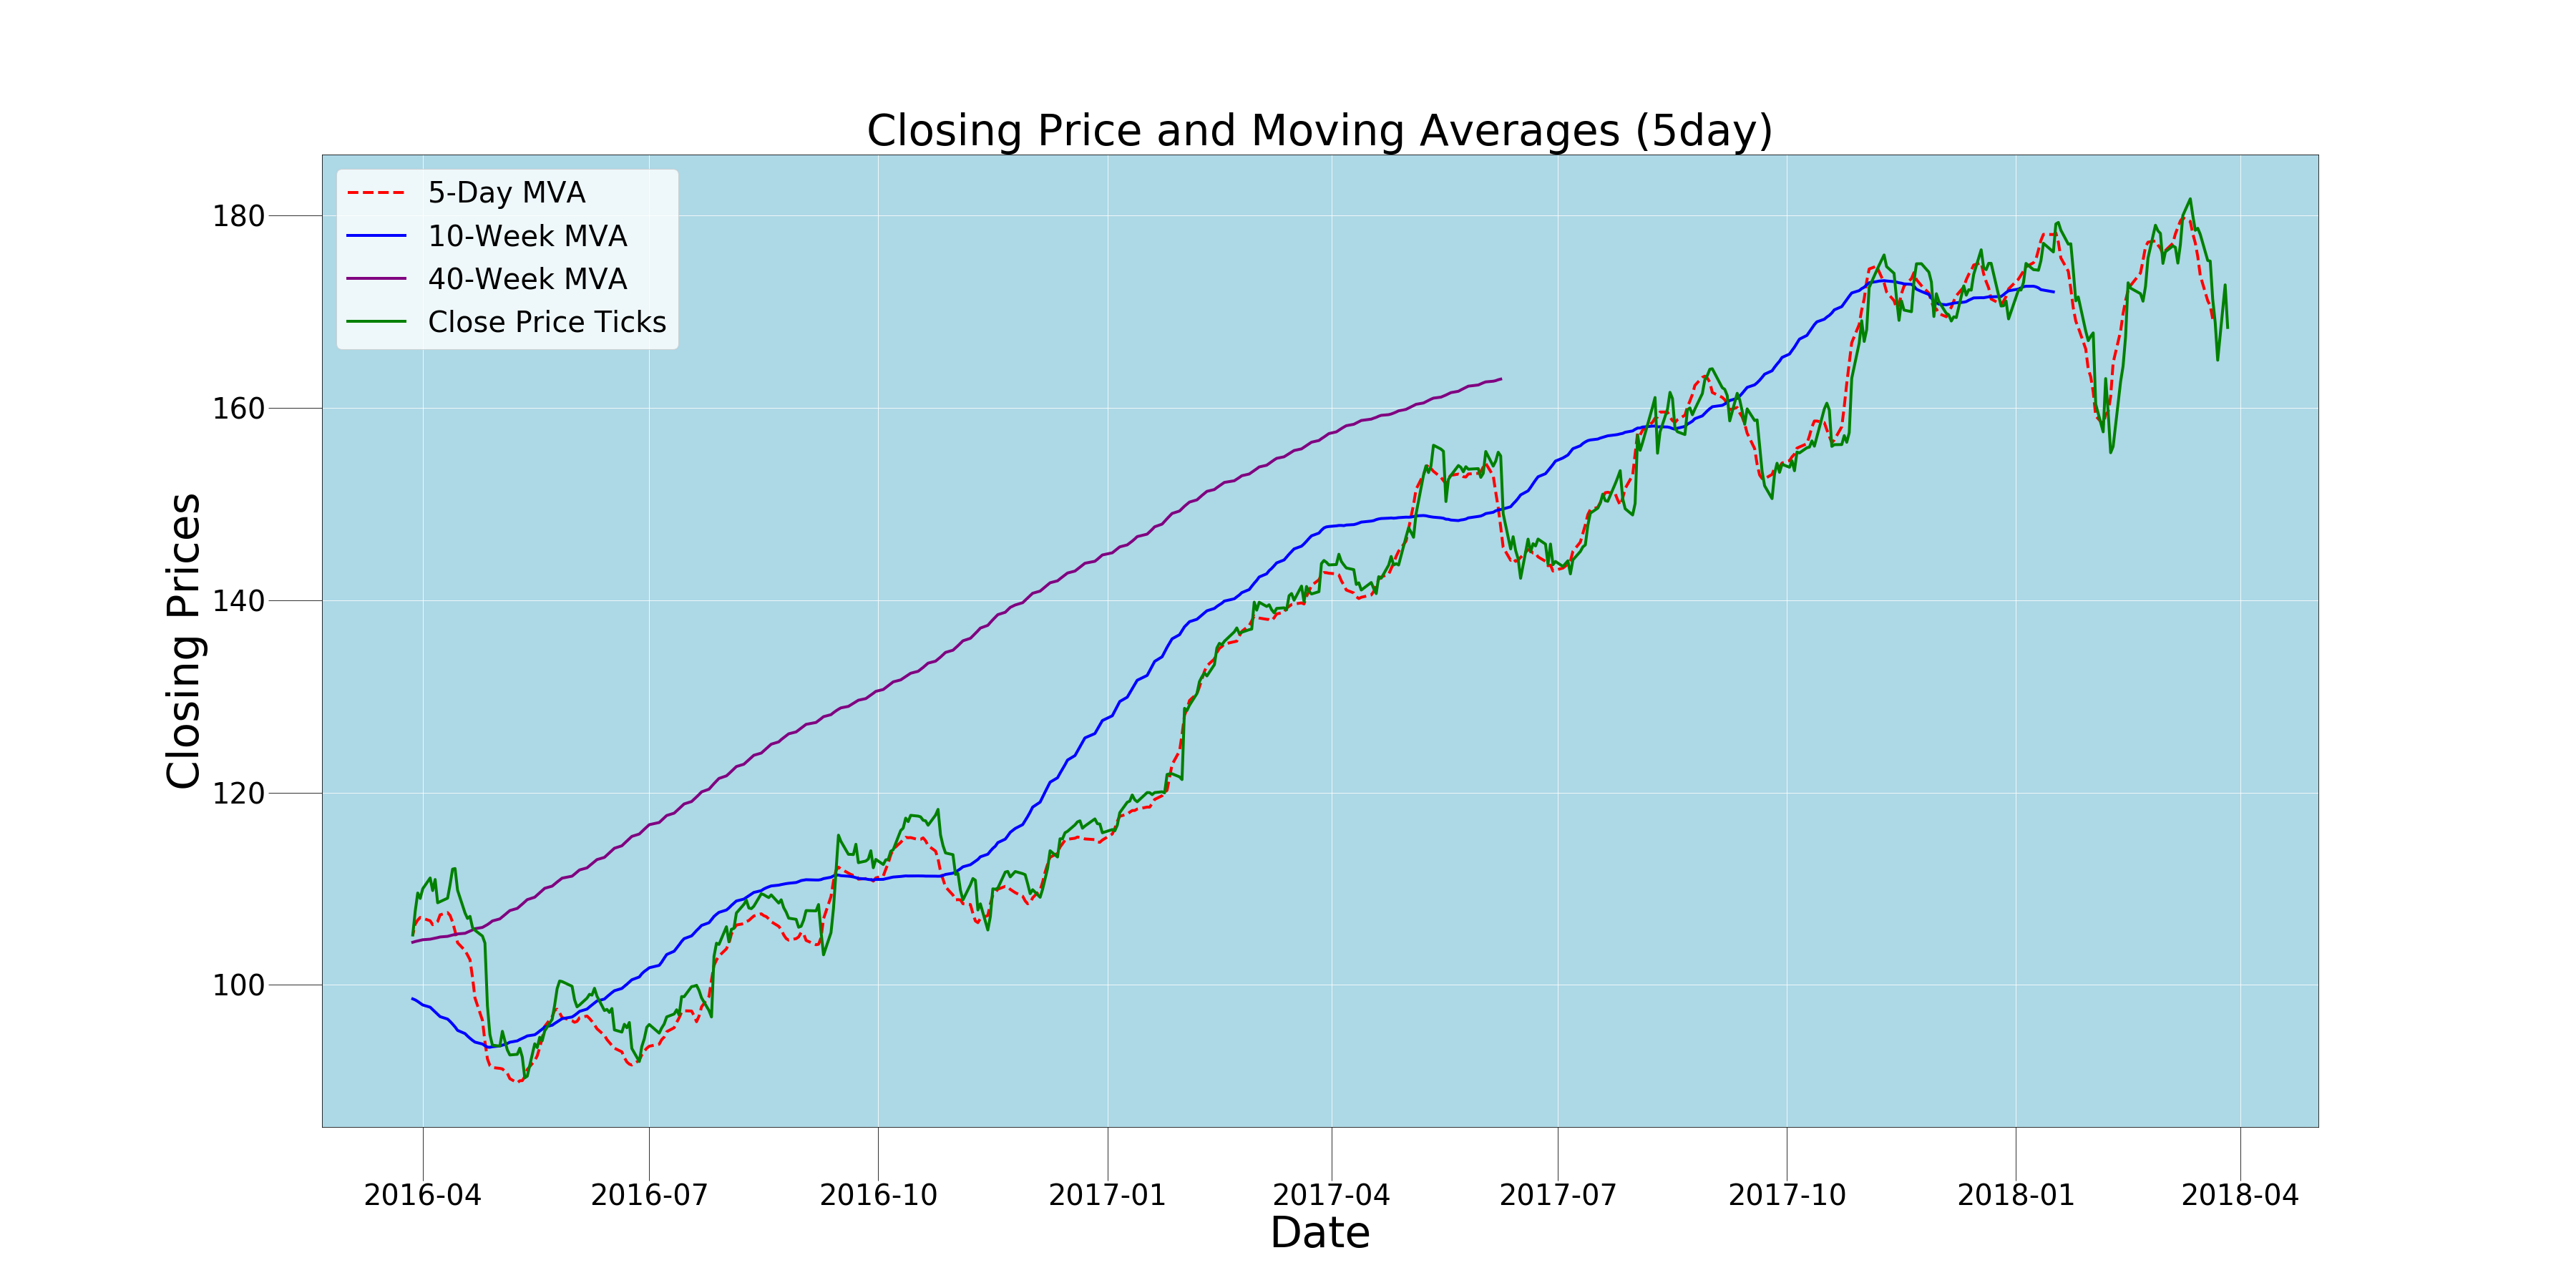 Closing Price and Moving Averages (5day)
5-Day MVA
10-Week MVA
40-Week MVA
Close Price Ticks
Closing Prices
180
160
140
120
100
2016-04 2016-07 2016-10 2017-01 2017-04 2017-07 2017-10 2018-01 2018-04
Date